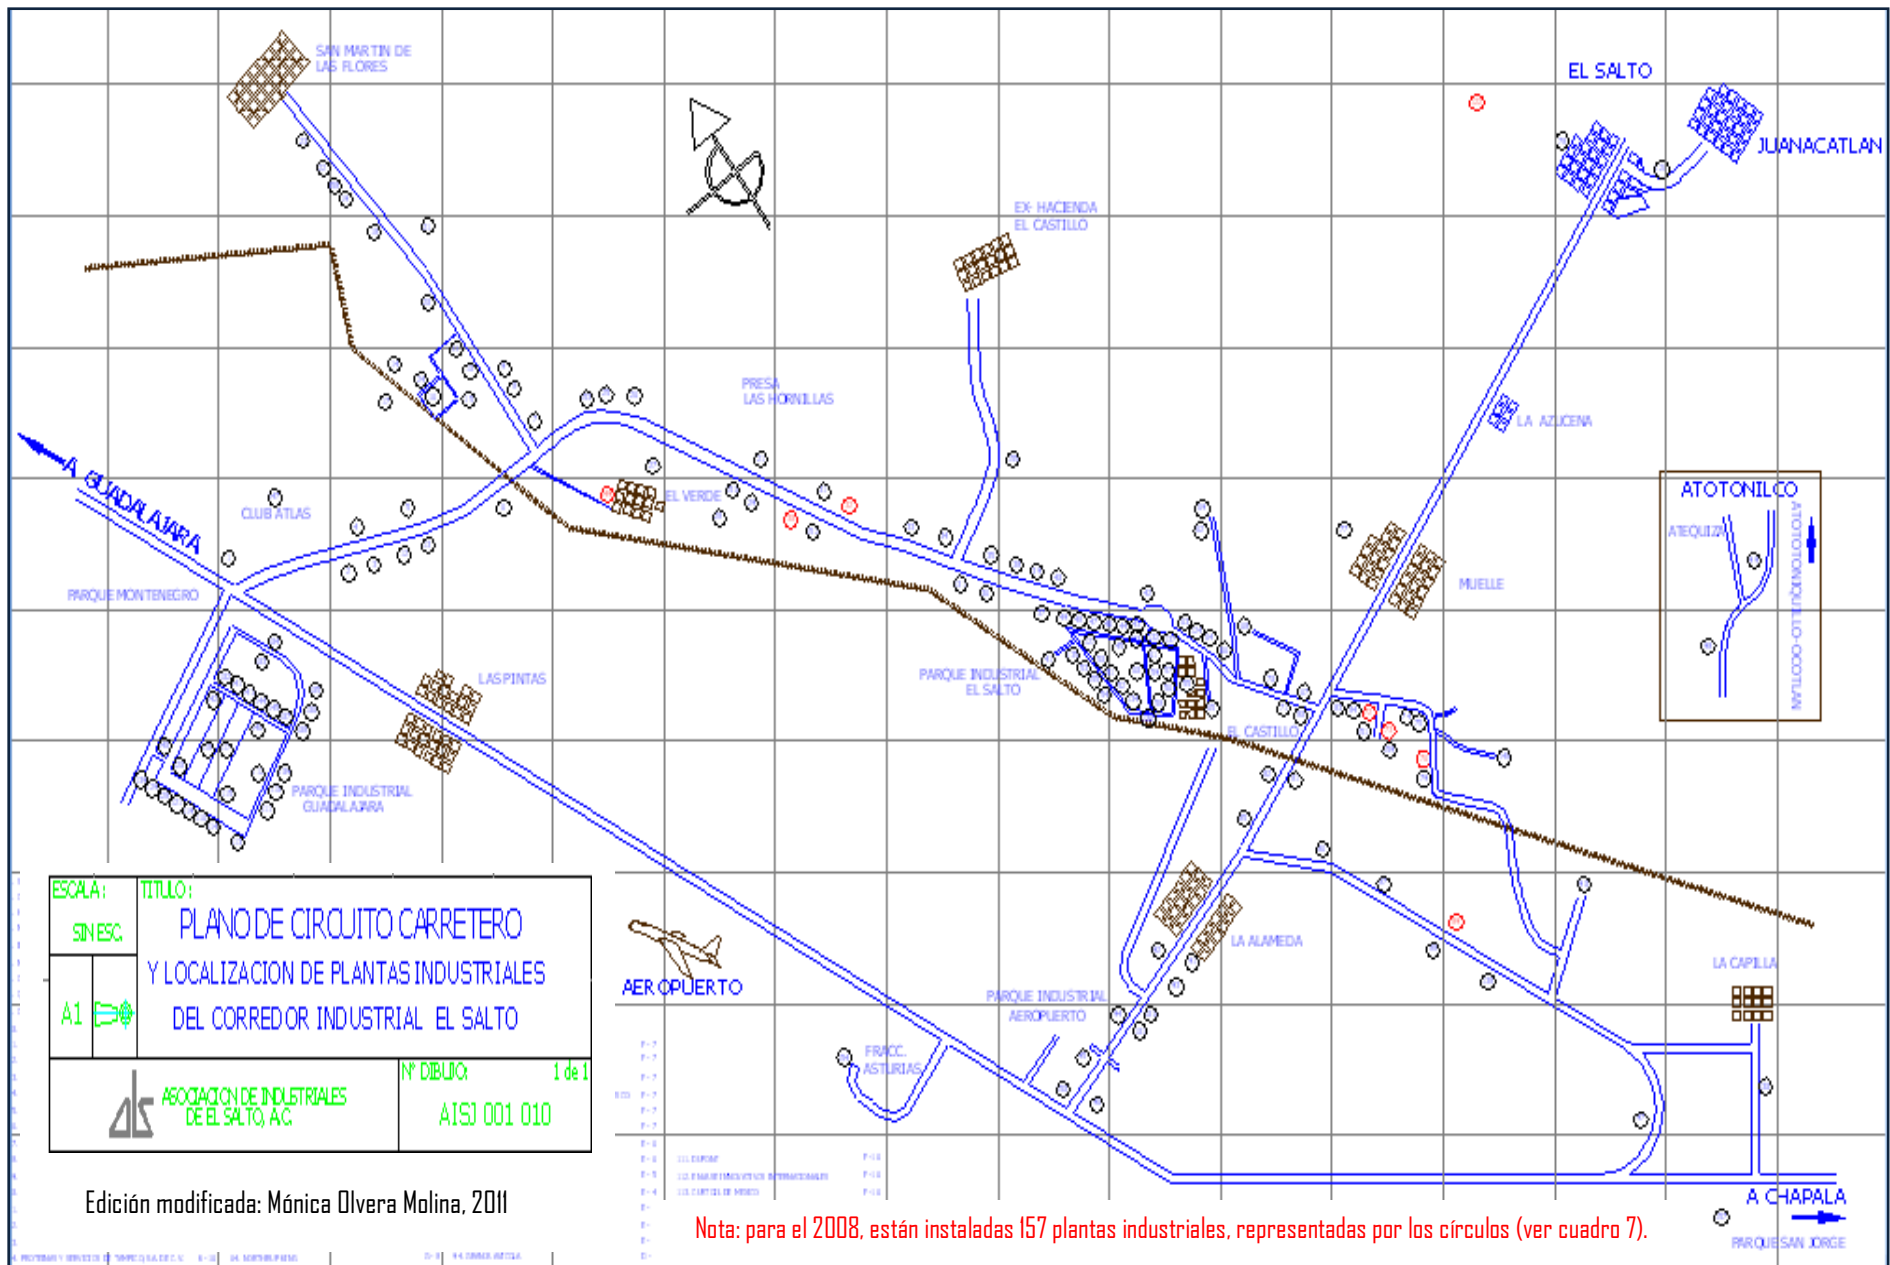 SAN MARTIN DE
LAS FLORES
EL SALTO
JUANACATLAN
EX- HACIENDA
EL CASTILLO
PRESA
LAS HORNILLAS
LA AZUCENA
A GUADALAJARA
CLUB ATLAS
EL VERDE
ATOTONILCO
ATEQUIZA
MUELLE
PARQUE MONTENEGRO
LAS PINTAS
PARQUE INDUSTRIAL
EL SALTO
EL CASTILLO
PARQUE INDUSTRIAL
GUADALAJARA
ESCALA :
SIN ESC.
TITULO :
PLANO DE CIRCUITO CARRETERO
Y LOCALIZACION DE PLANTAS INDUSTRIALES
DEL CORREDOR INDUSTRIAL EL SALTO
A1
ASOCIACION DE INDUSTRIALES
DE EL SALTO, A.C.
Nº DIBUJO:
1 de 1
AISJ 001 010
AEROPUERTO
LA ALAMEDA
LA CAPILLA
PARQUE INDUSTRIAL
AEROPUERTO
FRACC.
ASTURIAS
A CHAPALA
PARQUE SAN JORGE
Edición modificada: Mónica Olvera Molina, 2011
Nota: para el 2008, están instaladas 157 plantas industriales, representadas por los círculos (ver cuadro 7).